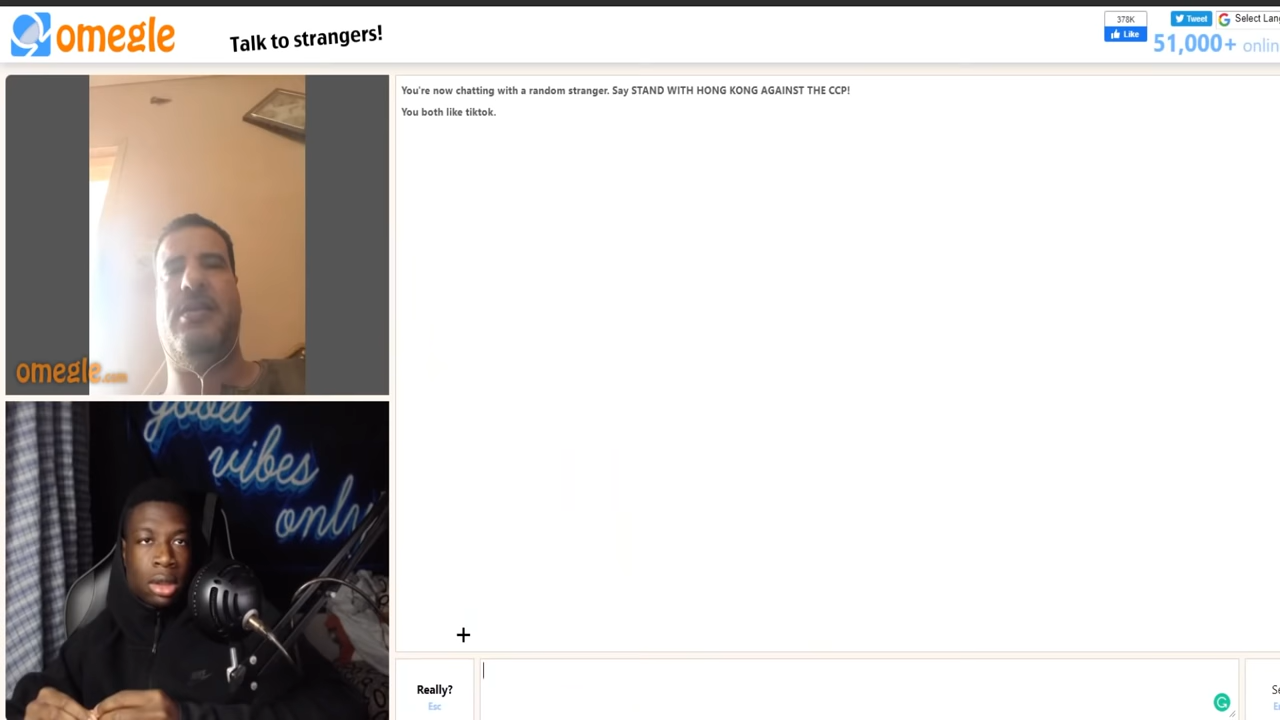 omegle
Talk to strangers!
378K
Like
Tweet
Select Lang
51,000+ onlin
You're now chatting with a random stranger. Say STAND WITH HONG KONG AGAINST THE CCP!
You both like tiktok.
omegle.com
good
vibes
only
Really?
Esc
Se